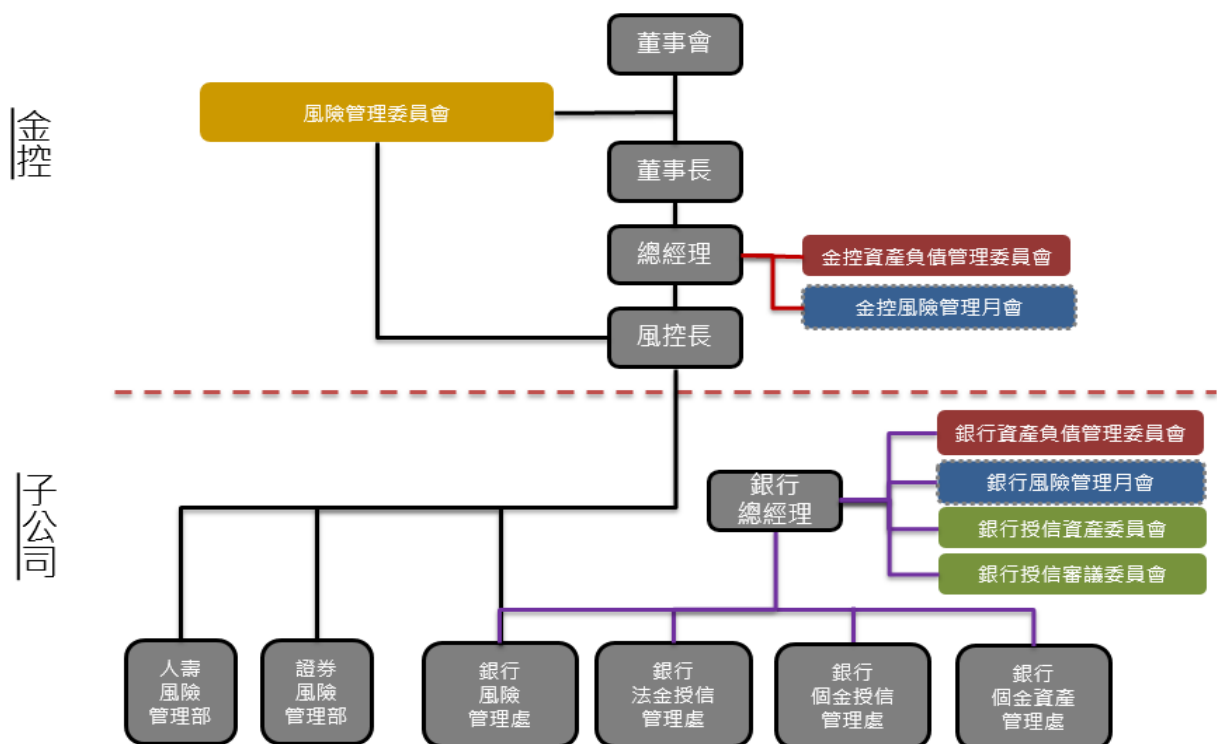 董事會
風險管理委員會
金控
董事長
總經理
金控資產負債管理委員會
金控風險管理月會
風控長
銀行資產負債管理委員會
子公司
銀行
總經理
銀行風險管理月會
銀行授信資產委員會
銀行授信審議委員會
人壽
風險
管理部
證券
風險
管理部
銀行
風險
管理處
銀行
法金授信
管理處
銀行
個金授信
管理處
銀行
個金資產
管理處